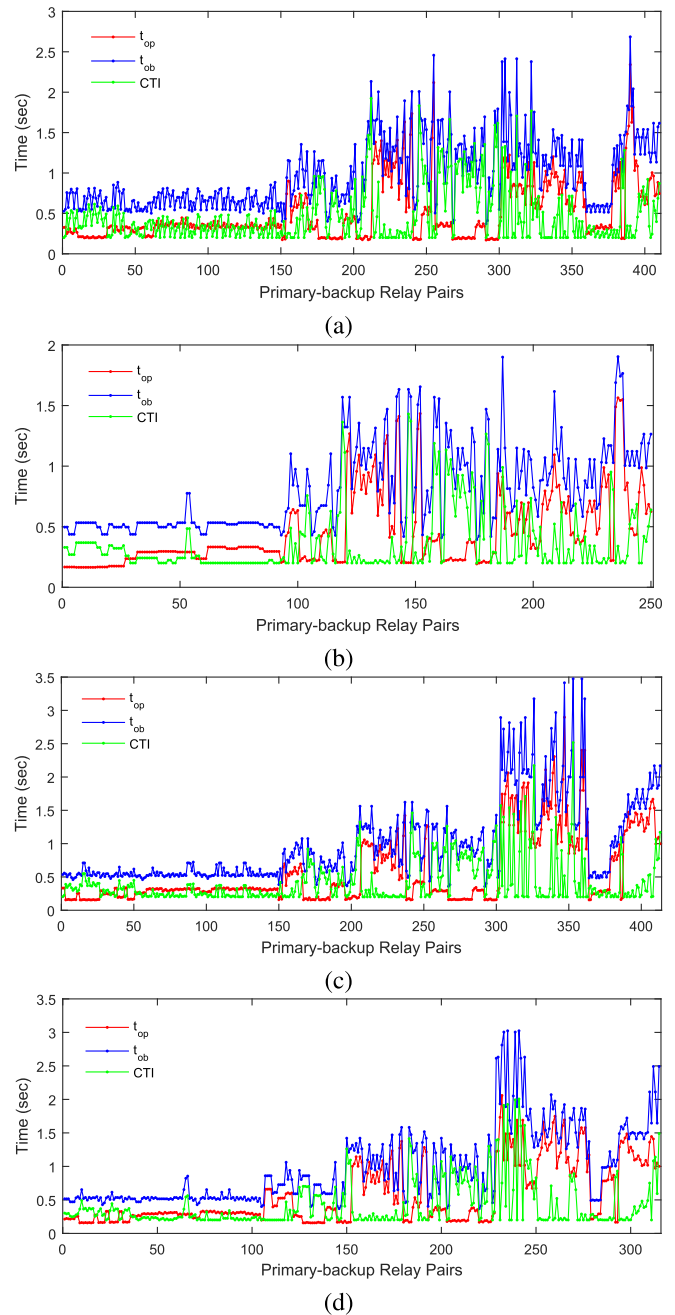 3
2.5
2
1.5
1
0.5
0
Time (sec)
t_op
t_ob
CTI
0 50 100 150 200 250 300 350 400
Primary-backup Relay Pairs
(a)
2
1.5
1
0.5
0
Time (sec)
t_op
t_ob
CTI
0 50 100 150 200 250
Primary-backup Relay Pairs
(b)
3.5
3
2.5
2
1.5
1
0.5
0
Time (sec)
t_op
t_ob
CTI
0 50 100 150 200 250 300 350 400
Primary-backup Relay Pairs
(c)
3.5
3
2.5
2
1.5
1
0.5
0
Time (sec)
t_op
t_ob
CTI
0 50 100 150 200 250 300
Primary-backup Relay Pairs
(d)